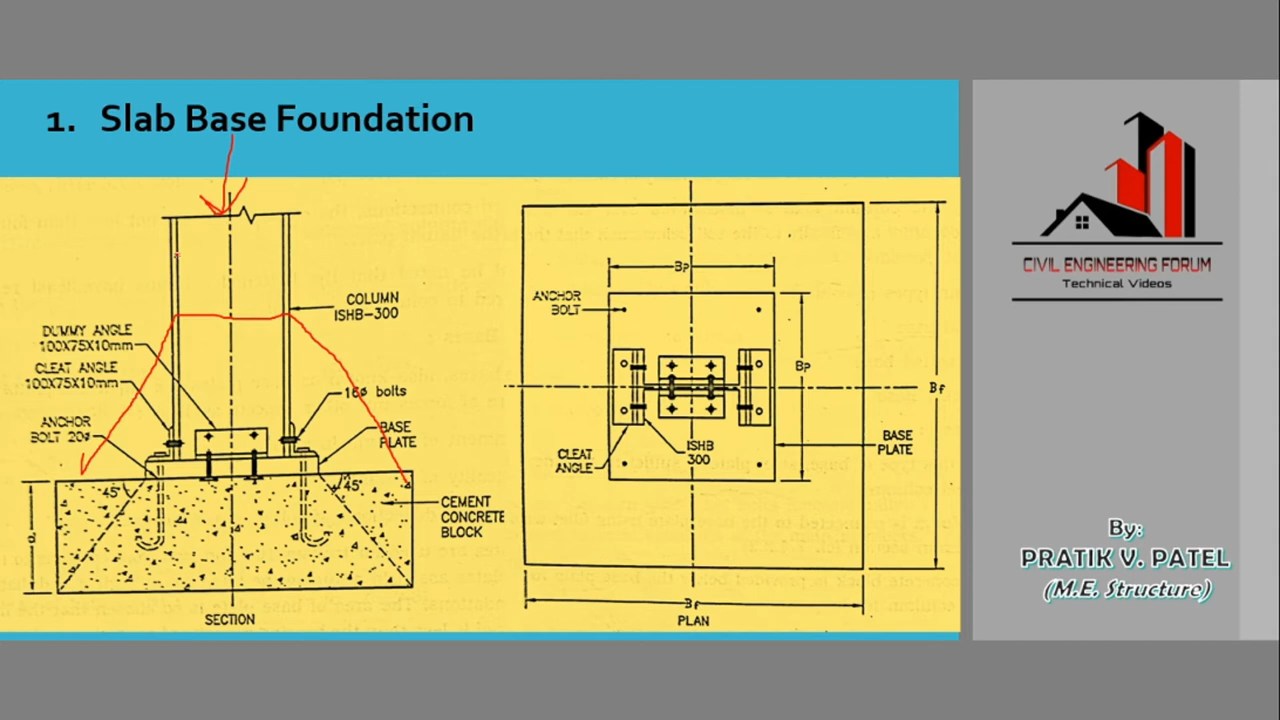 1. Slab Base Foundation
COLUMN
ISHB-300
DUMMY ANGLE
100X75X10mm
CLEAT ANGLE
100X75X10mm
16ø bolts
ANCHOR
BOLT 20ø
BASE
PLATE
45°
45°
CEMENT
CONCRETE
BLOCK
d
SECTION
BP
ANCHOR
BOLT
BP
Bf
CLEAT
ANGLE
ISHB
300
BASE
PLATE
Bf
PLAN
CIVIL ENGINEERING FORUM
Technical Videos
By:
PRATIK V. PATEL
(M.E. Structure)